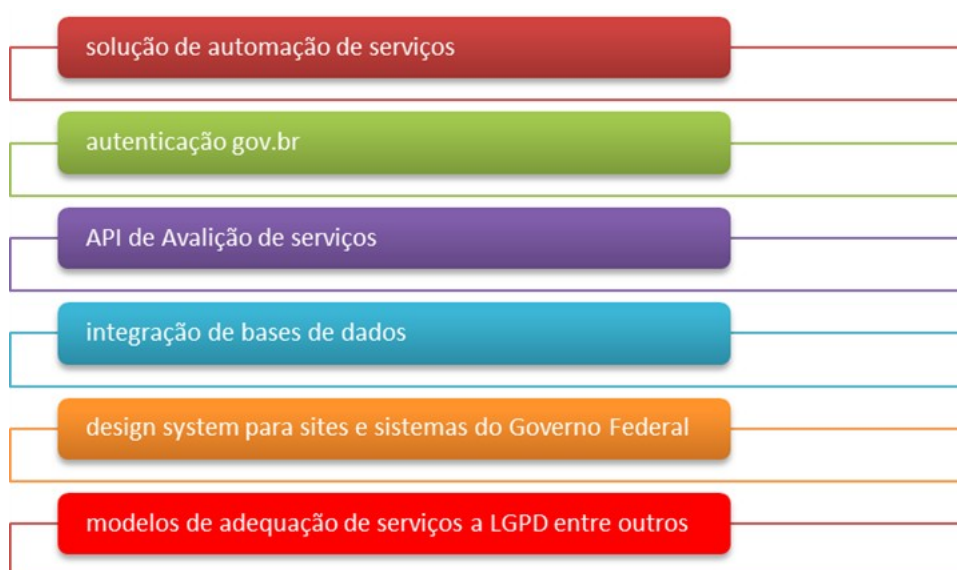 solução de automação de serviços
autenticação gov.br
API de Avalição de serviços
integração de bases de dados
design system para sites e sistemas do Governo Federal
modelos de adequação de serviços a LGPD entre outros